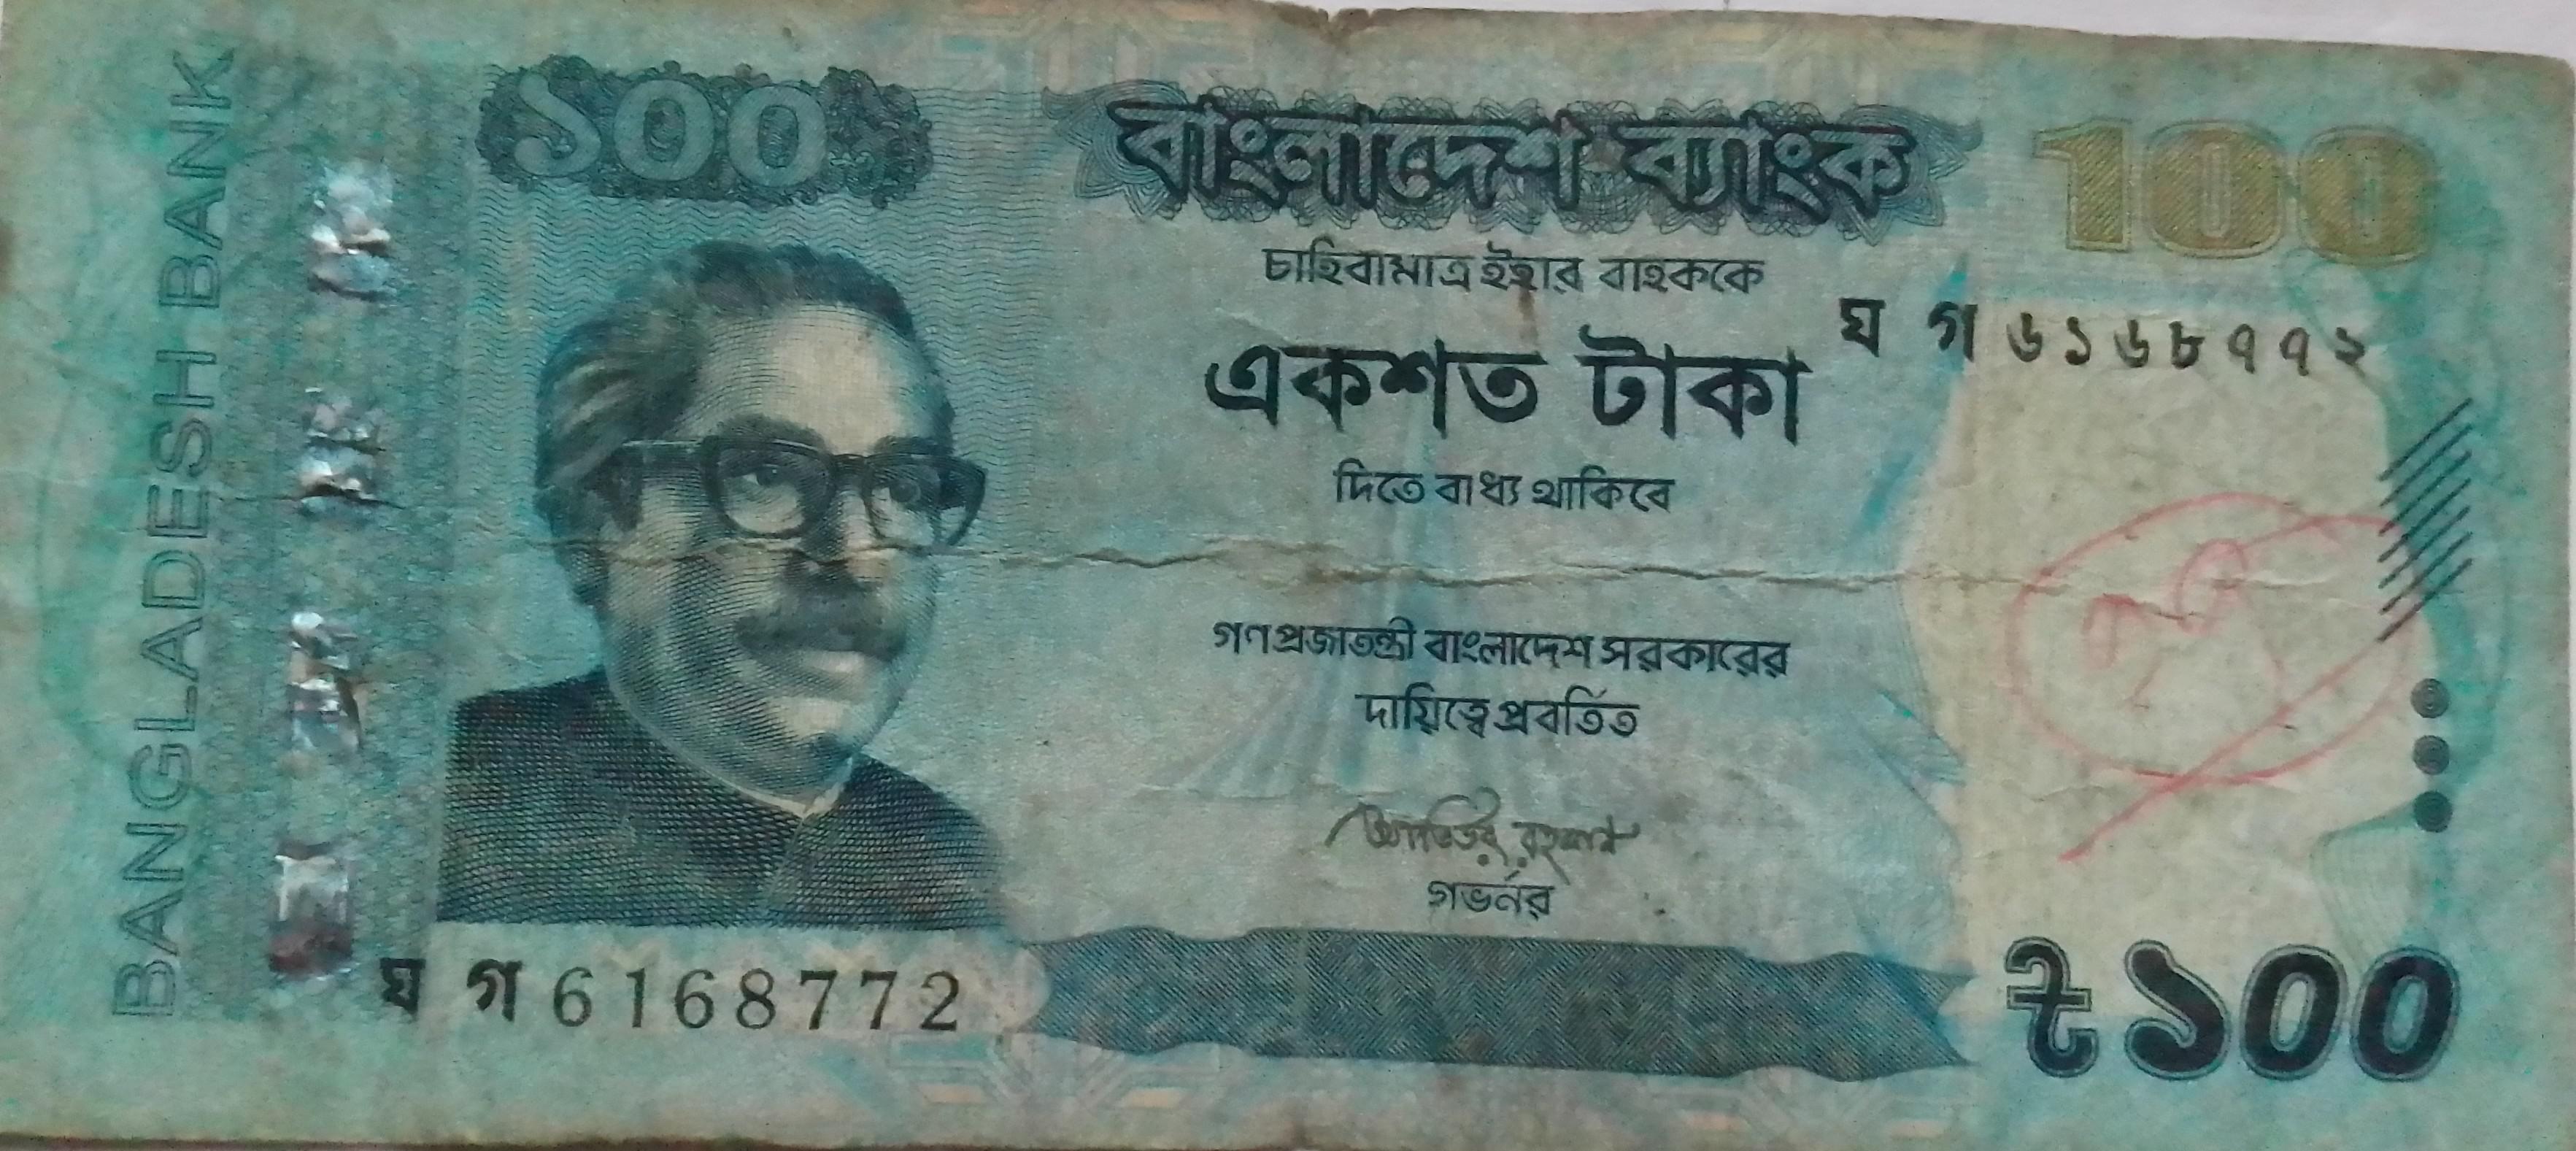 BANGLADESH BANK
১০০
বাংলাদেশ ব্যাংক
100
চাহিবামাত্র ইহার বাহককে
ঘ গ ৬১৬৮৭৭২
একশত টাকা
দিতে বাধ্য থাকিবে
গণপ্রজাতন্ত্রী বাংলাদেশ সরকারের
দায়িত্বে প্রবর্তিত
আতিউর রহমান
গভর্নর
ঘ গ 6168772
৳১০০